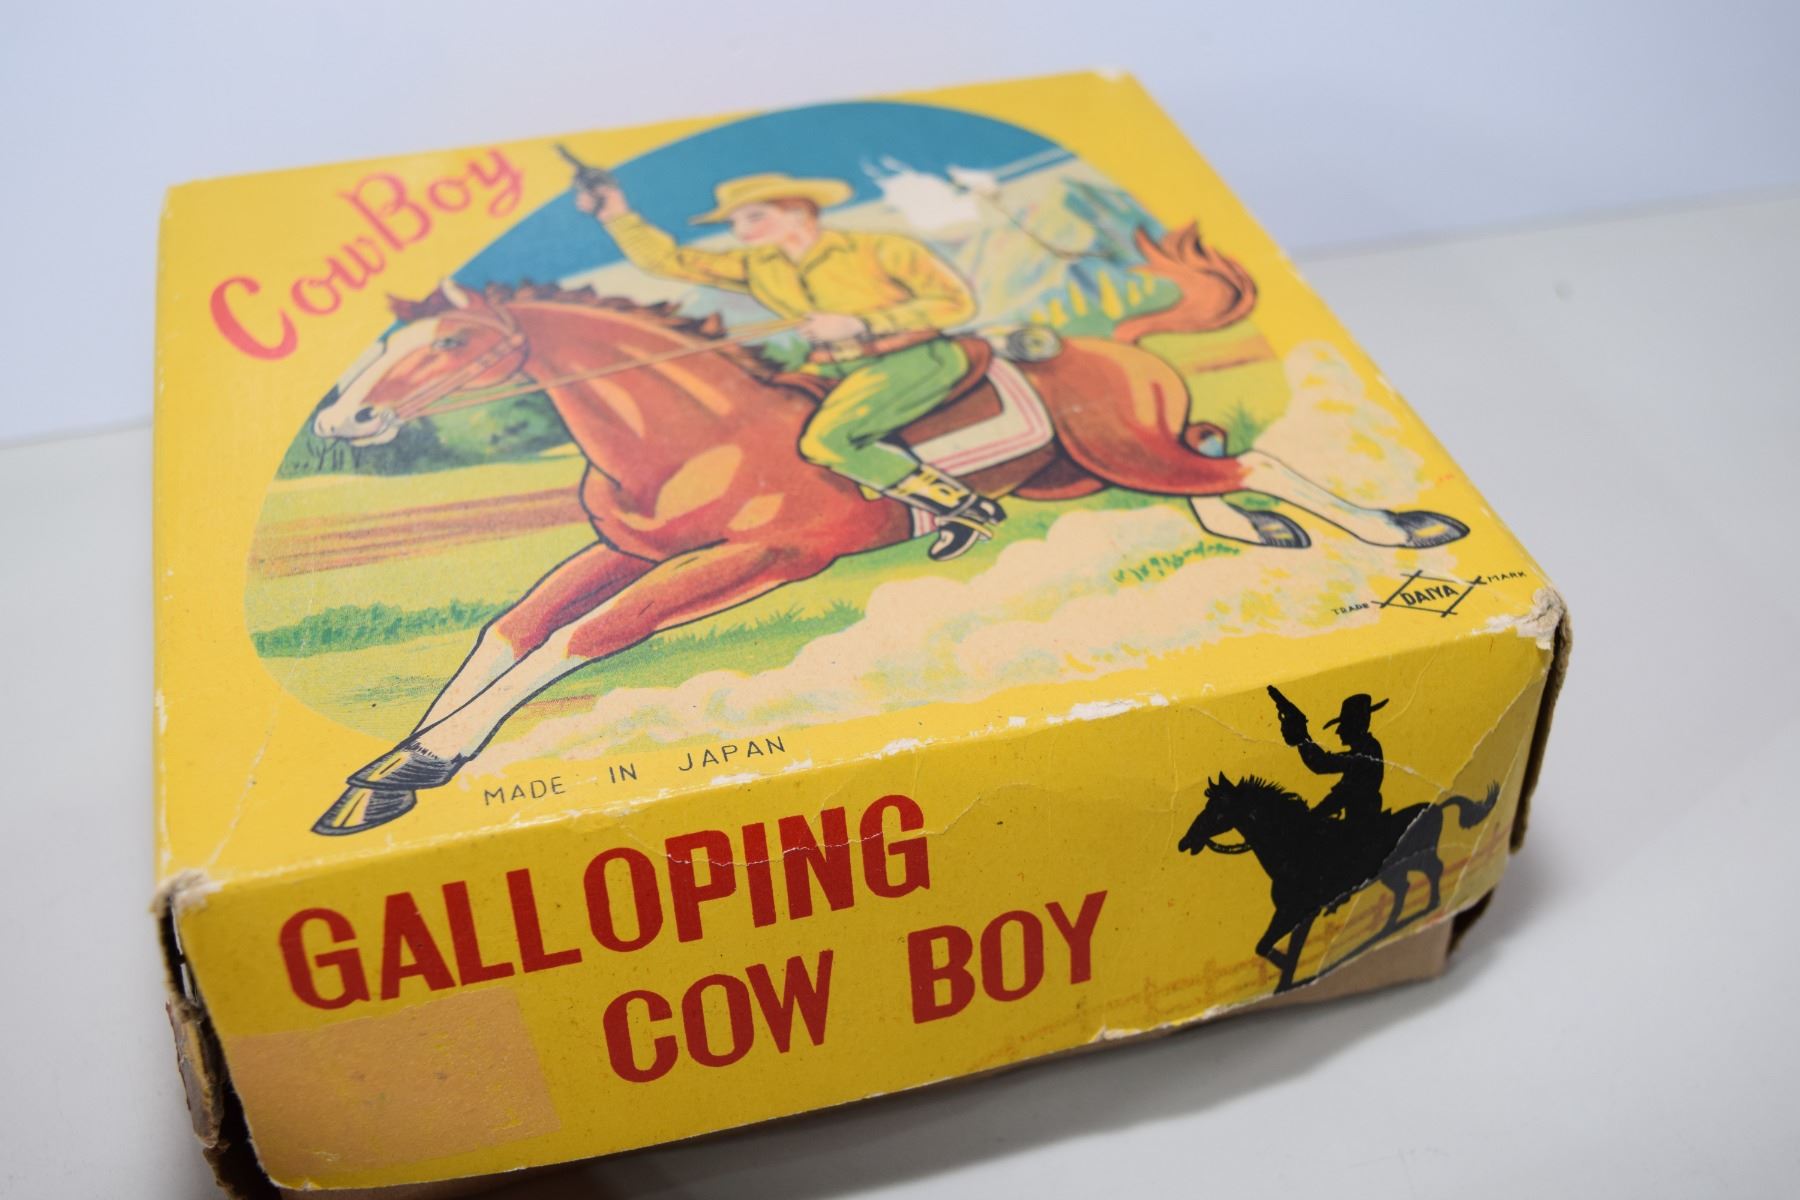 CowBoy
TRADE DAIYA MARK
MADE IN JAPAN
GALLOPING
COW BOY